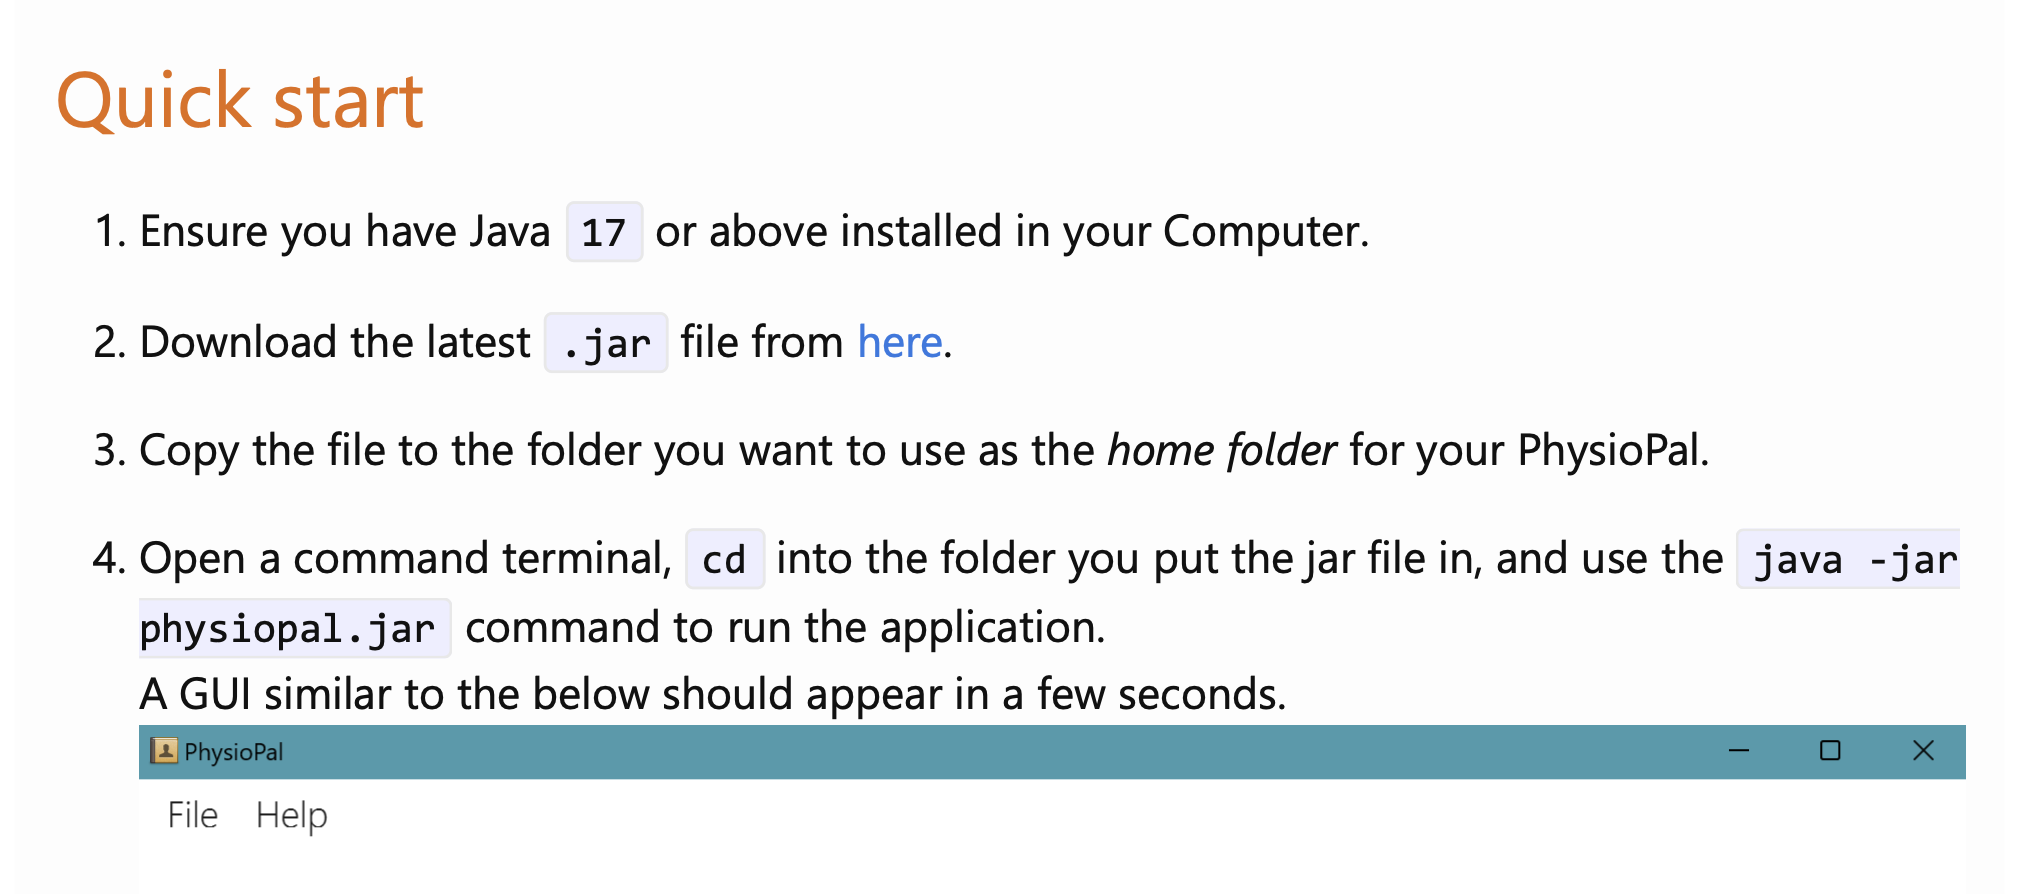 Quick start
1. Ensure you have Java 17 or above installed in your Computer.
2. Download the latest .jar file from here.
3. Copy the file to the folder you want to use as the home folder for your PhysioPal.
4. Open a command terminal, cd into the folder you put the jar file in, and use the java -jar
physiopal.jar command to run the application.
A GUI similar to the below should appear in a few seconds.
PhysioPal
File Help